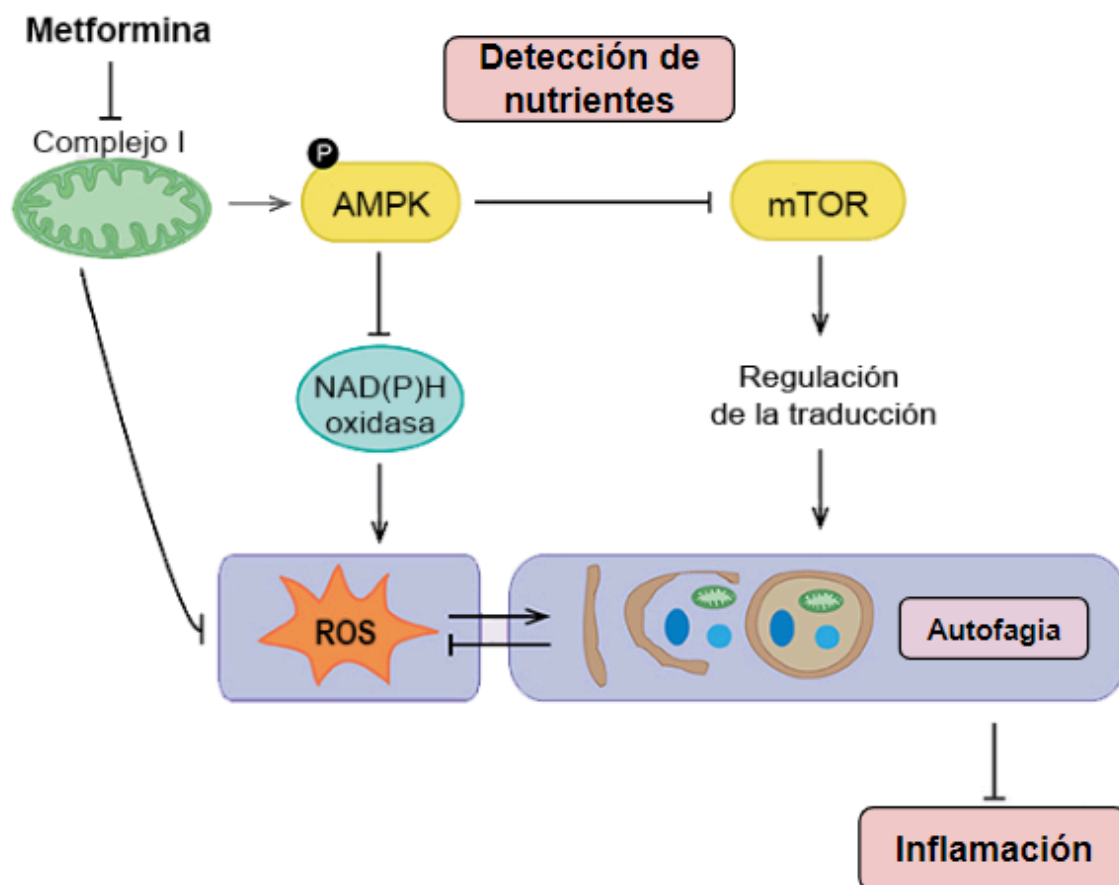 Metformina
Detección de
nutrientes
Complejo I
P
AMPK
mTOR
NAD(P)H
oxidasa
Regulación
de la traducción
ROS
Autofagia
Inflamación